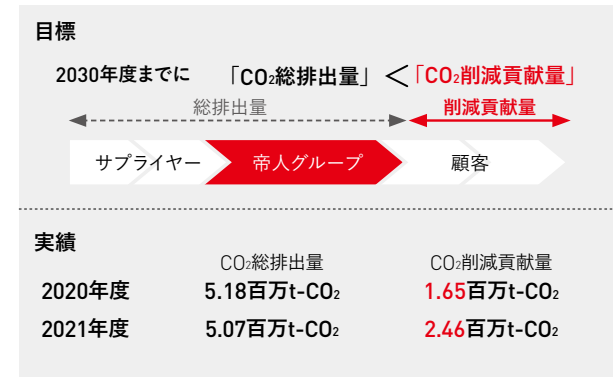 目標
2030年度までに 「CO₂総排出量」＜「CO₂削減貢献量」
総排出量 削減貢献量
サプライヤー 帝人グループ 顧客
実績
CO₂総排出量 CO₂削減貢献量
2020年度 5.18百万t-CO₂ 1.65百万t-CO₂
2021年度 5.07百万t-CO₂ 2.46百万t-CO₂